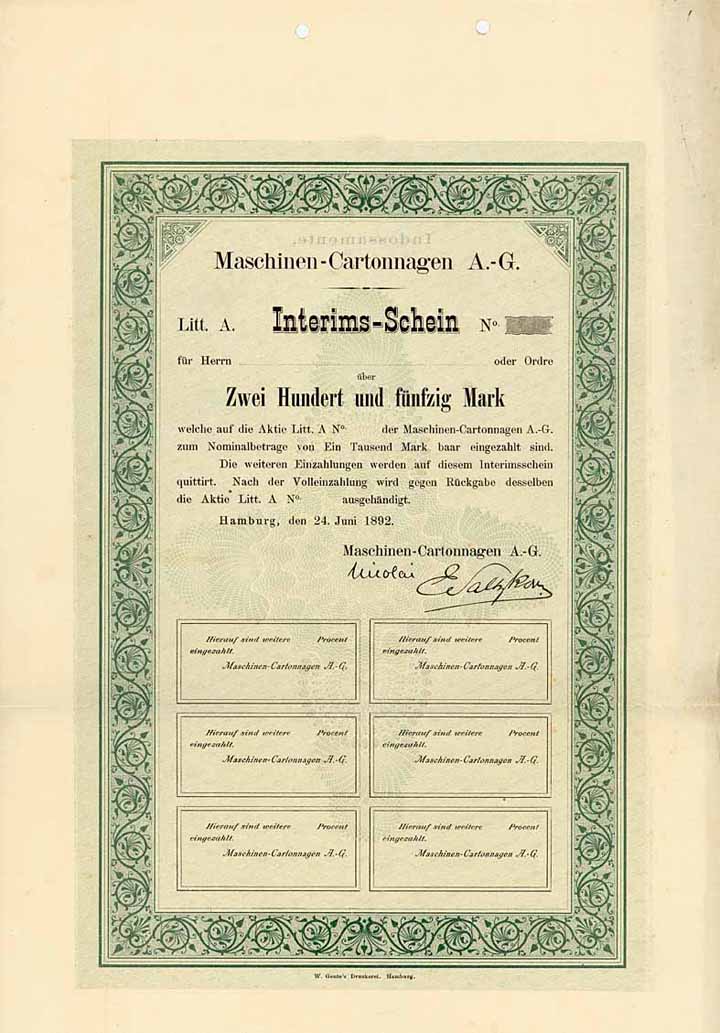 Indossamente.
Maschinen-Cartonnagen A.-G.
Litt. A. Interims-Schein No.
für Herrn oder Ordre
über
Zwei Hundert und fünfzig Mark
welche auf die Aktie Litt. A No. der Maschinen-Cartonnagen A.-G.
zum Nominalbetrage von Ein Tausend Mark baar eingezahlt sind.
Die weiteren Einzahlungen werden auf diesem Interimsschein
quittirt. Nach der Volleinzahlung wird gegen Rückgabe desselben
die Aktie Litt. A No. ausgehändigt.
Hamburg, den 24. Juni 1892.
Maschinen-Cartonnagen A.-G.
Nicolai
Hierauf sind weitere Procent
eingezahlt.
Maschinen-Cartonnagen A.-G.
Hierauf sind weitere Procent
eingezahlt.
Maschinen-Cartonnagen A.-G.
Hierauf sind weitere Procent
eingezahlt.
Maschinen-Cartonnagen A.-G.
Hierauf sind weitere Procent
eingezahlt.
Maschinen-Cartonnagen A.-G.
Hierauf sind weitere Procent
eingezahlt.
Maschinen-Cartonnagen A.-G.
Hierauf sind weitere Procent
eingezahlt.
Maschinen-Cartonnagen A.-G.
W. Gente's Druckerei. Hamburg.